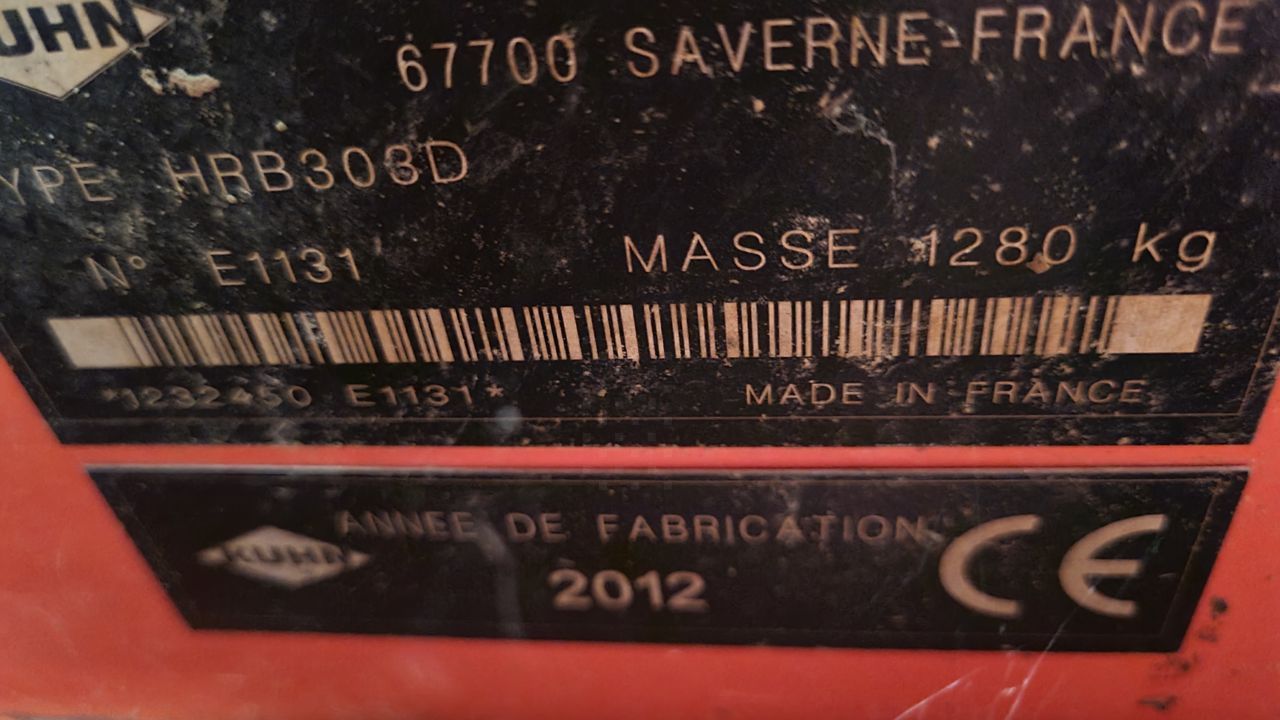 UHN
67700 SAVERNE-FRANCE
YPE HRB303D
N° E1131
MASSE 1280 kg
*1232450 E1131*
MADE IN FRANCE
KUHN
ANNEE DE FABRICATION
2012
CE